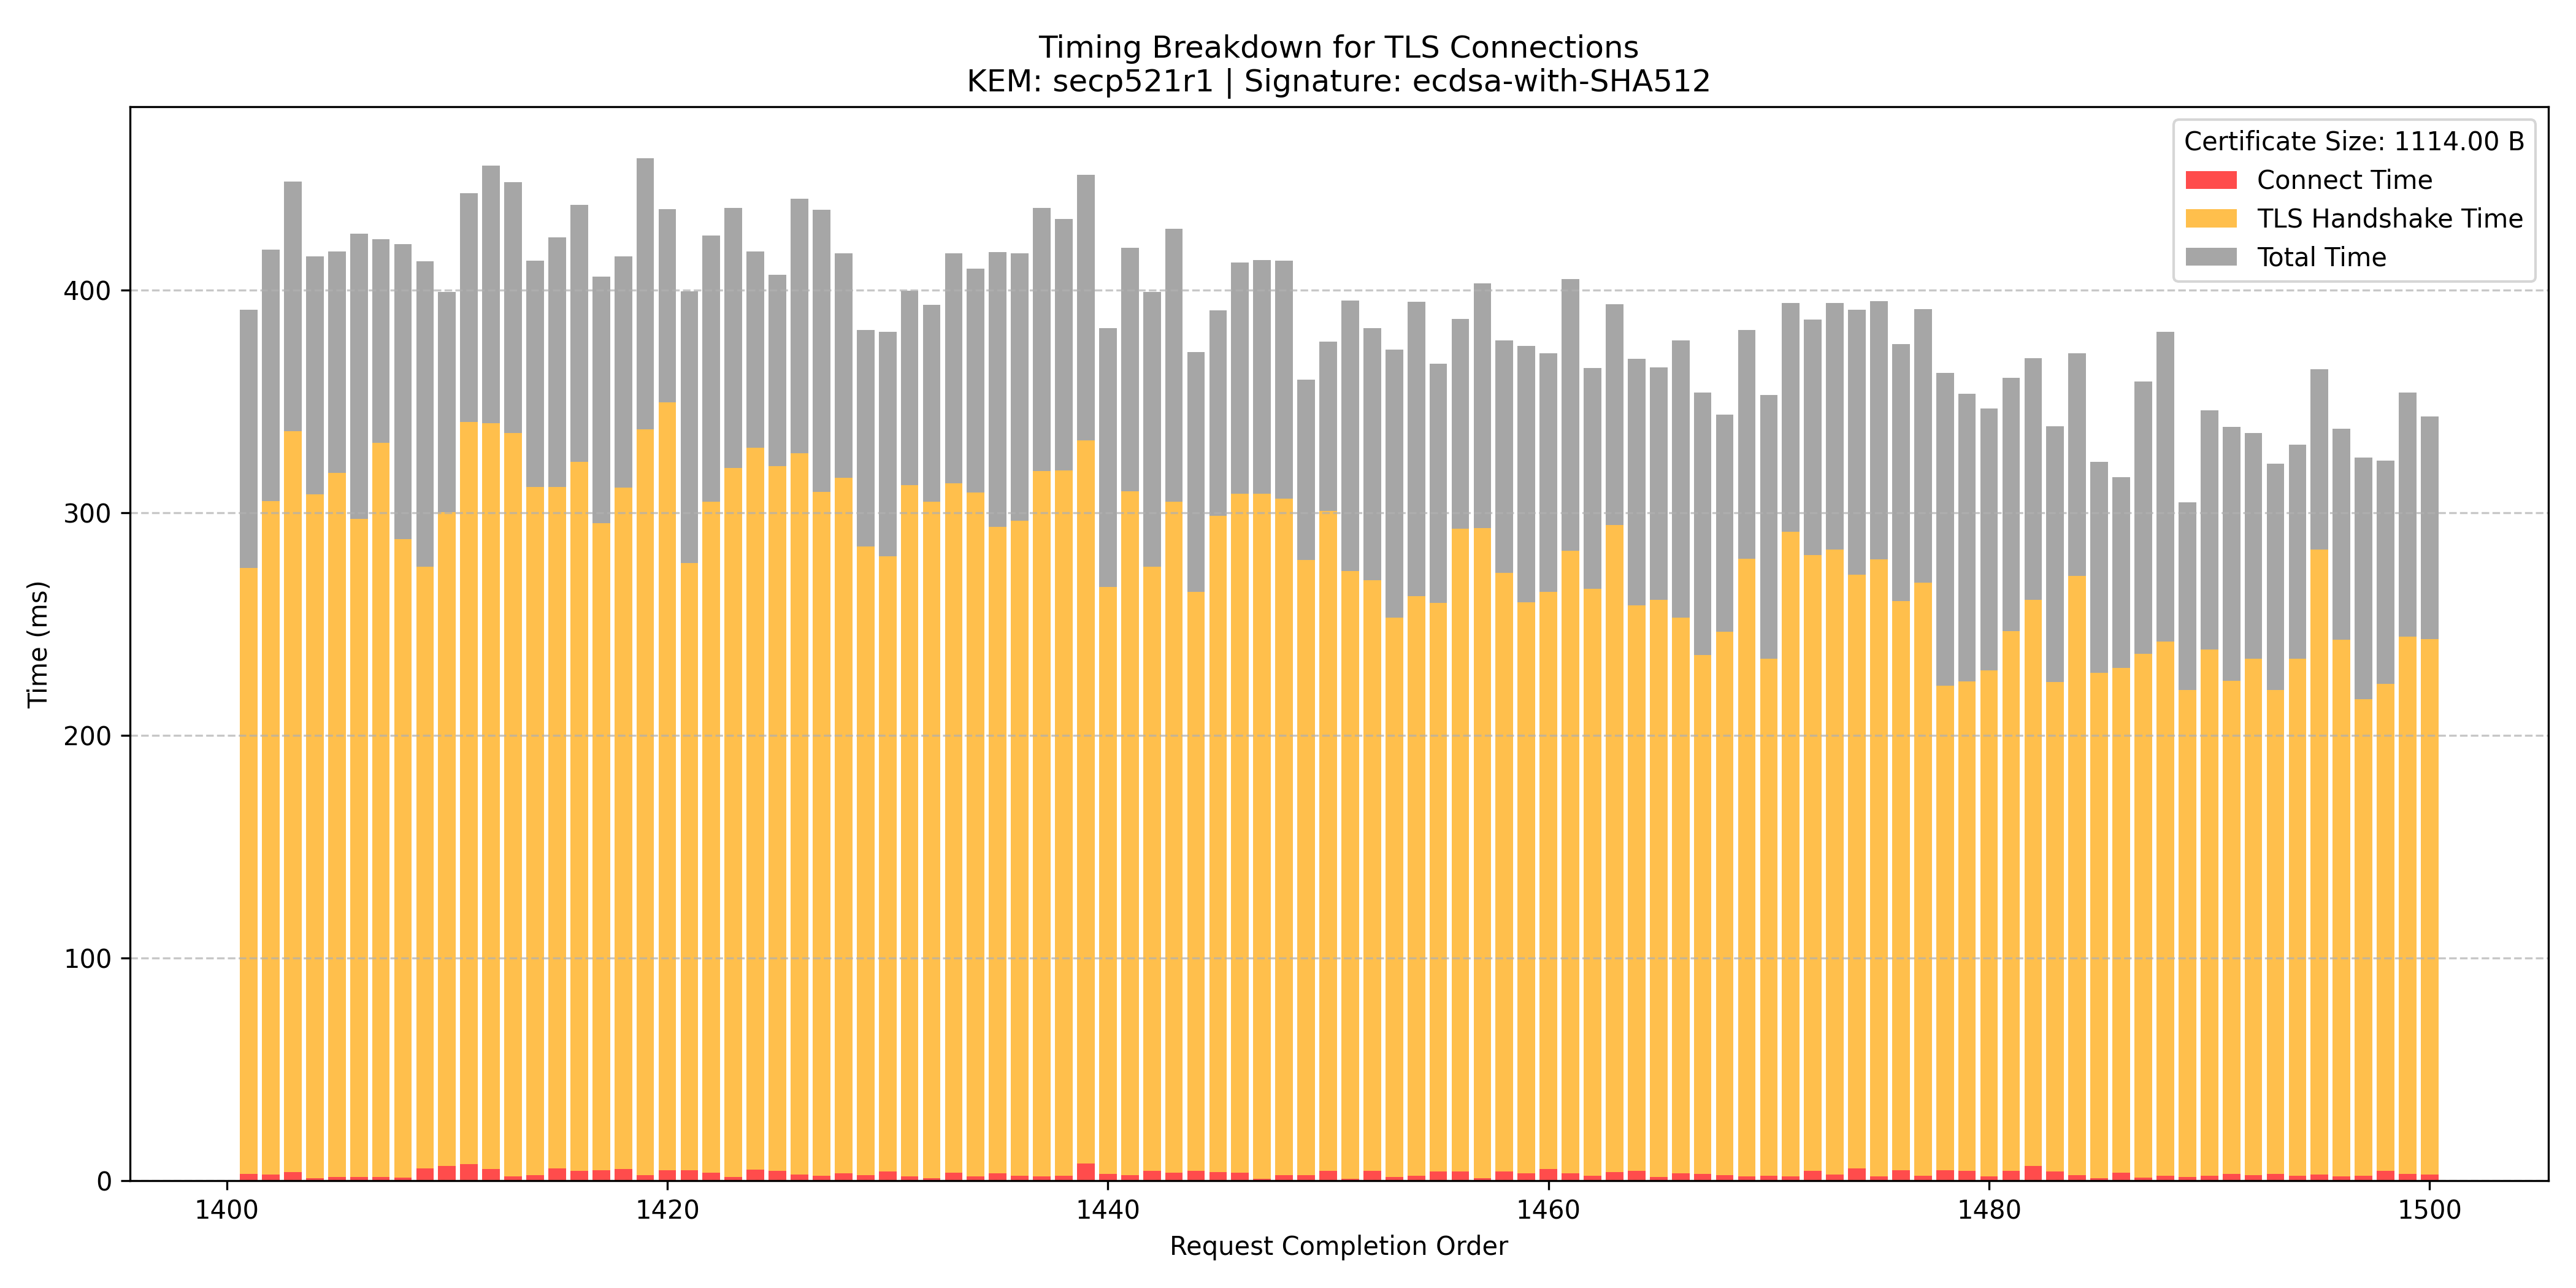 Timing Breakdown for TLS Connections
KEM: secp521r1 | Signature: ecdsa-with-SHA512
Certificate Size: 1114.00 B
Connect Time
TLS Handshake Time
Total Time
Time (ms)
400
300
200
100
0
1400 1420 1440 1460 1480 1500
Request Completion Order